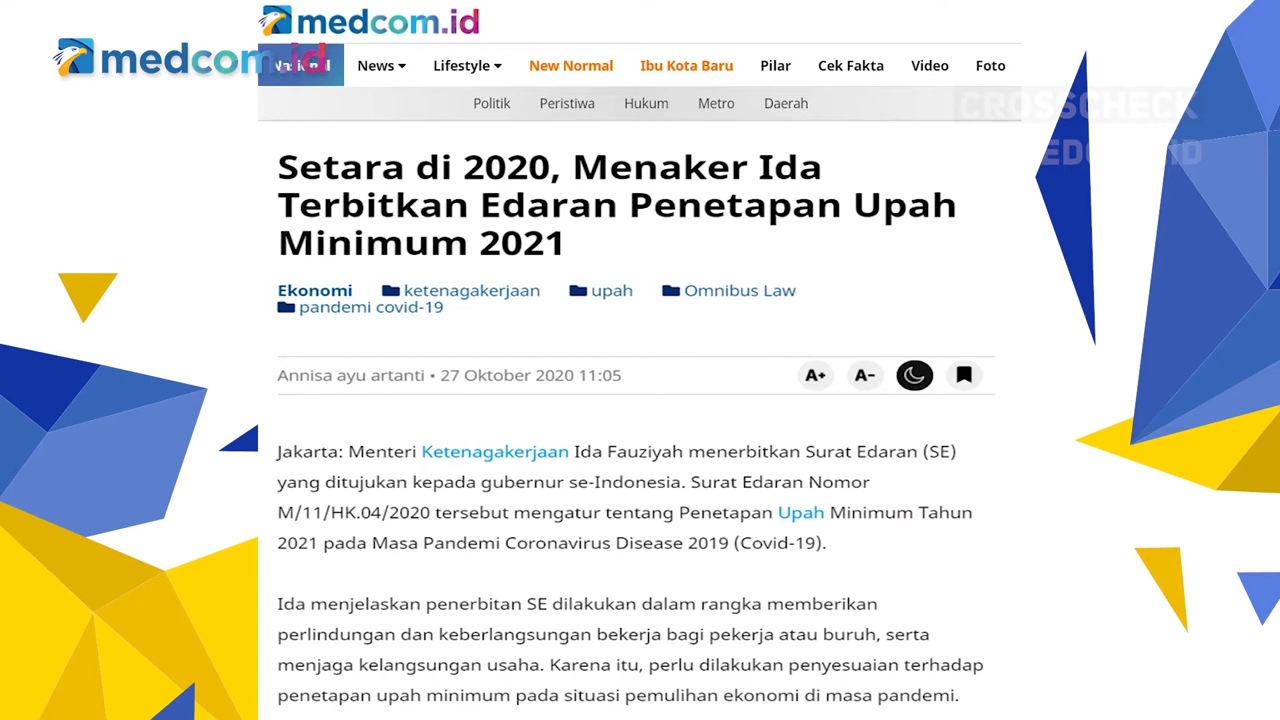 medcom.id
medcom.id
Nasional News Lifestyle New Normal Ibu Kota Baru Pilar Cek Fakta Video Foto
Politik Peristiwa Hukum Metro Daerah
CROSSCHECK
Setara di 2020, Menaker Ida
Terbitkan Edaran Penetapan Upah
Minimum 2021
Ekonomi ketenagakerjaan upah Omnibus Law
pandemi covid-19
Annisa ayu artanti • 27 Oktober 2020 11:05 A+ A-
Jakarta: Menteri Ketenagakerjaan Ida Fauziyah menerbitkan Surat Edaran (SE)
yang ditujukan kepada gubernur se-Indonesia. Surat Edaran Nomor
M/11/HK.04/2020 tersebut mengatur tentang Penetapan Upah Minimum Tahun
2021 pada Masa Pandemi Coronavirus Disease 2019 (Covid-19).
Ida menjelaskan penerbitan SE dilakukan dalam rangka memberikan
perlindungan dan keberlangsungan bekerja bagi pekerja atau buruh, serta
menjaga kelangsungan usaha. Karena itu, perlu dilakukan penyesuaian terhadap
penetapan upah minimum pada situasi pemulihan ekonomi di masa pandemi.